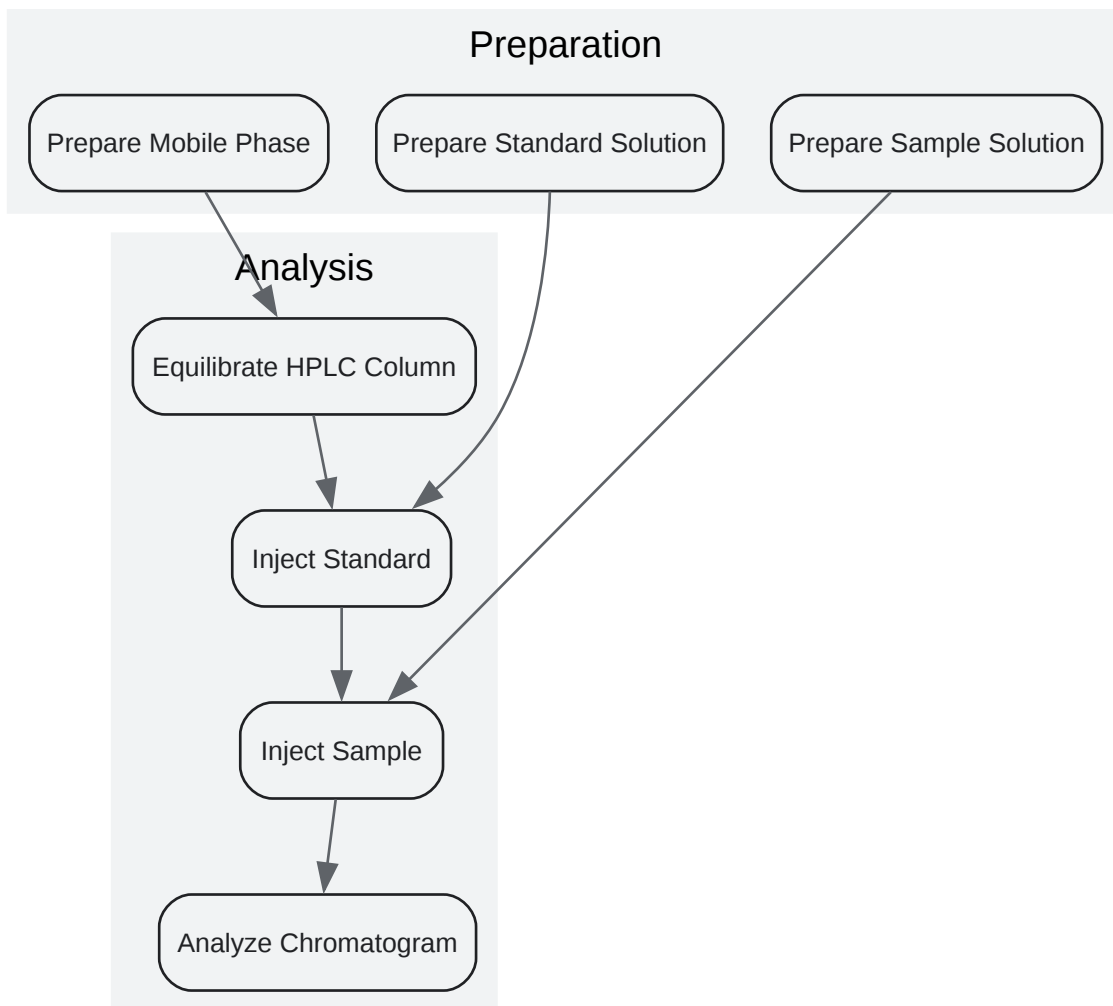 Preparation
Prepare Mobile Phase
Prepare Standard Solution
Prepare Sample Solution
Analysis
Equilibrate HPLC Column
Inject Standard
Inject Sample
Analyze Chromatogram